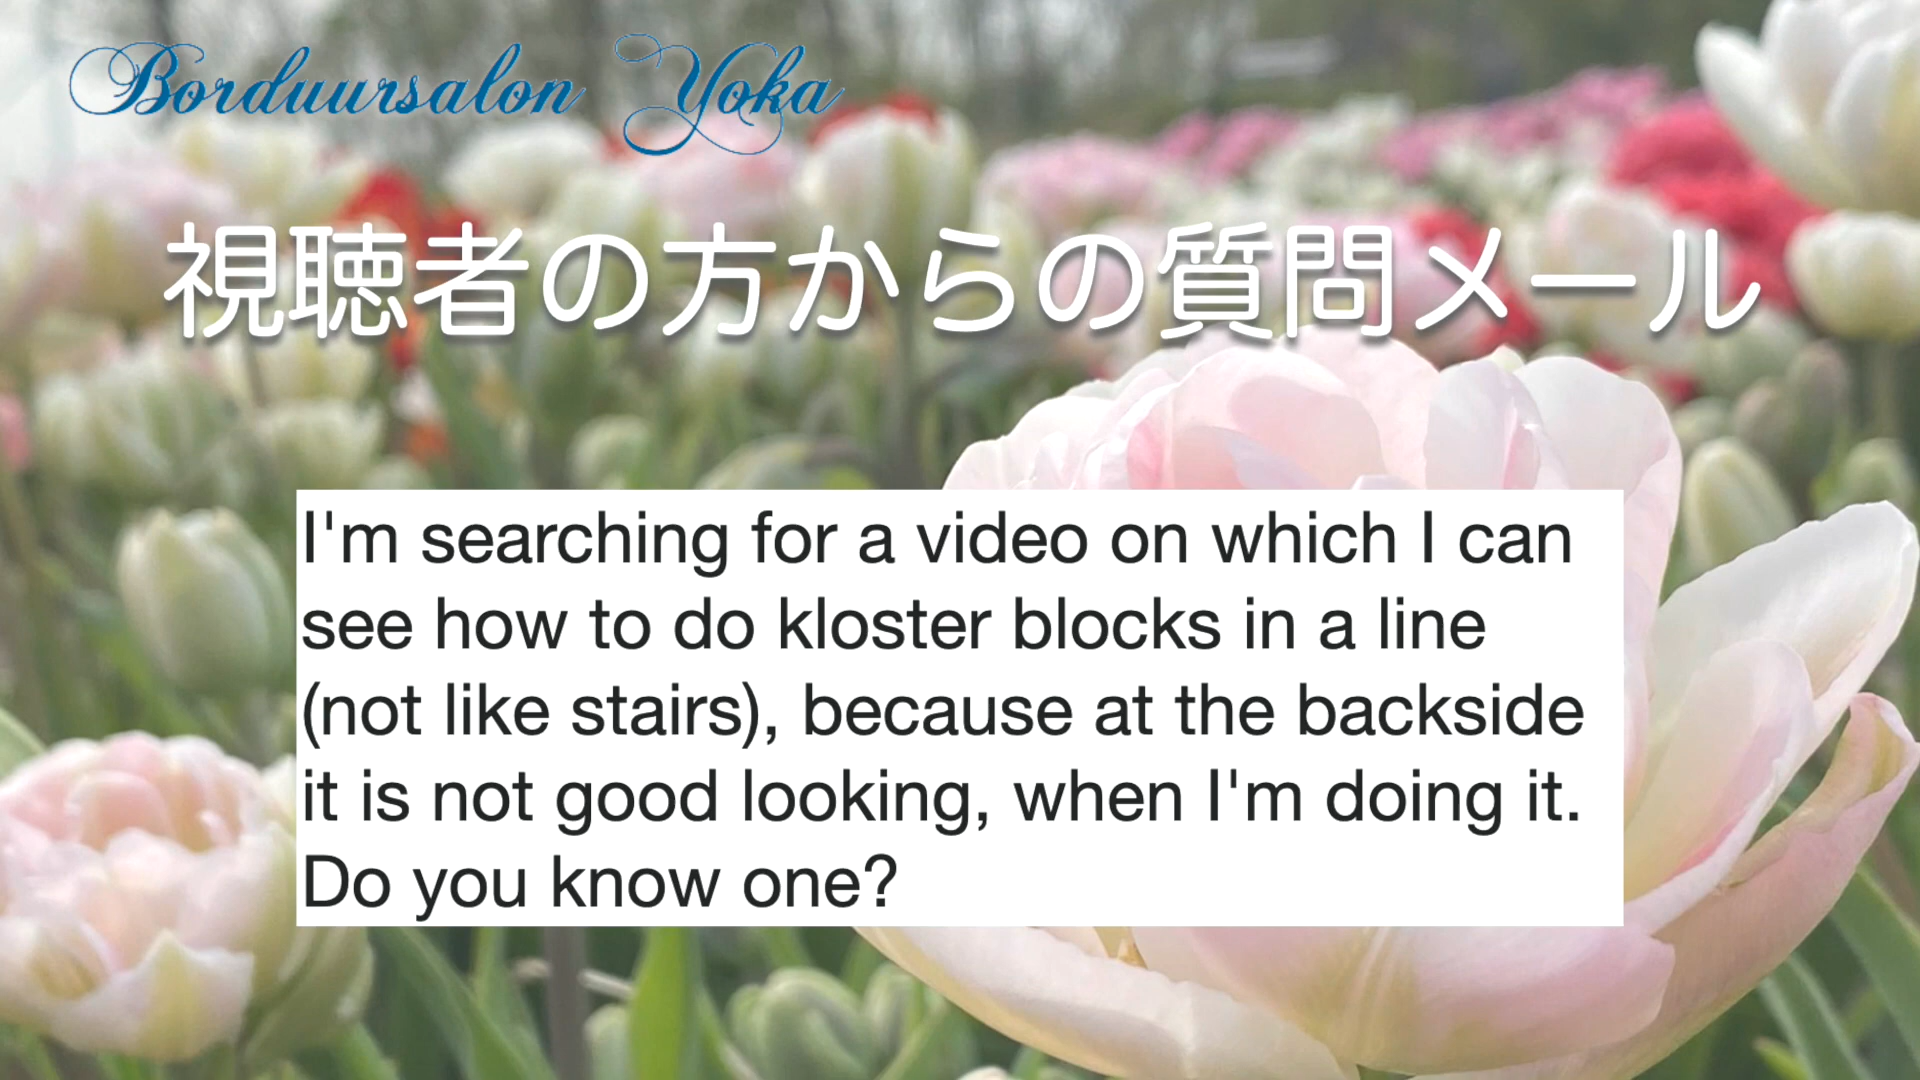 Borduursalon Yoka
視聴者の方からの質問メール
I'm searching for a video on which I can
see how to do kloster blocks in a line
(not like stairs), because at the backside
it is not good looking, when I'm doing it.
Do you know one?